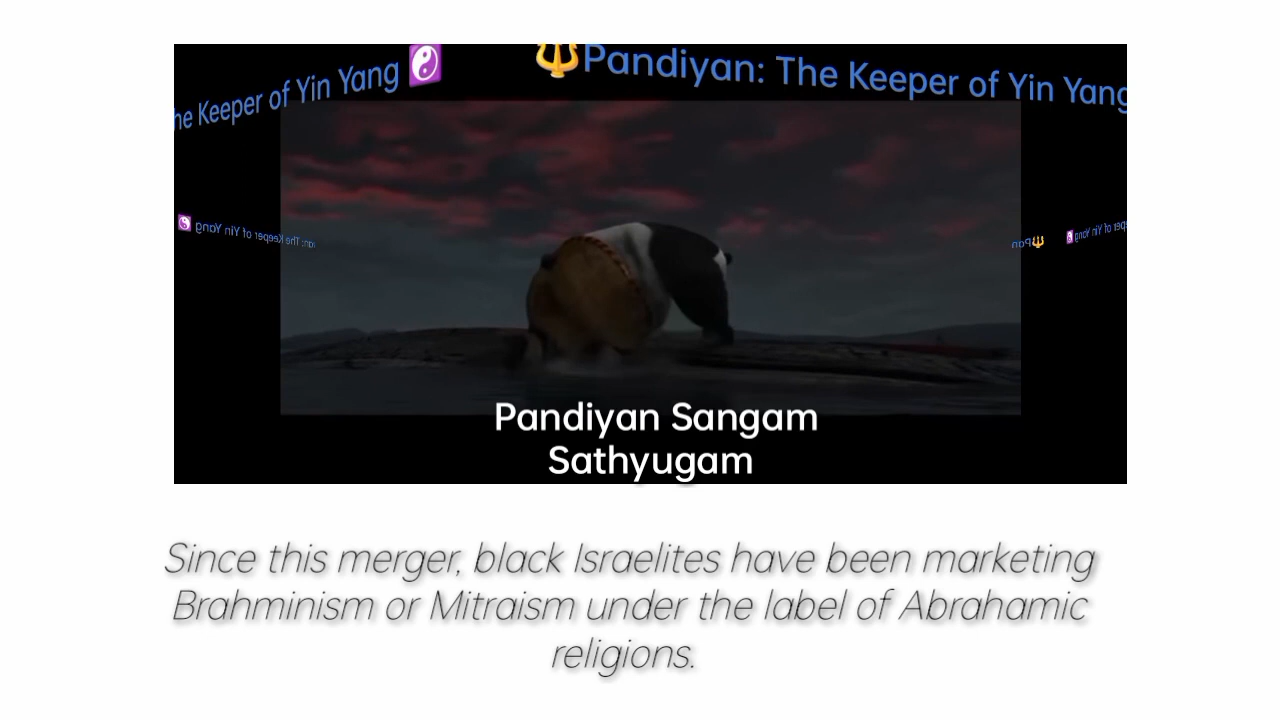 he Keeper of Yin Yang ☯
🔱Pandiyan: The Keeper of Yin Yang
Pandiyan Sangam
Sathyugam
Since this merger, black Israelites have been marketing
Brahminism or Mitraism under the label of Abrahamic
religions.